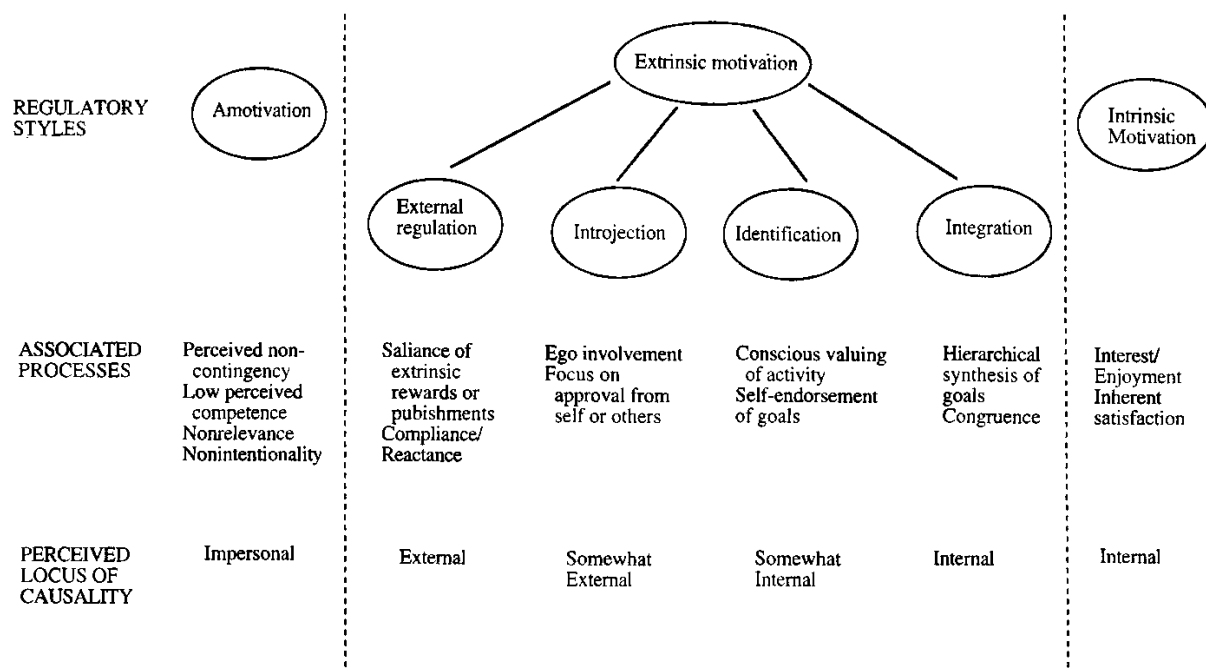 Extrinsic motivation
REGULATORY
STYLES
Amotivation
Intrinsic
Motivation
External
regulation
Introjection
Identification
Integration
ASSOCIATED
PROCESSES
Perceived non-
contingency
Low perceived
competence
Nonrelevance
Nonintentionality
Saliance of
extrinsic
rewards or
pubishments
Compliance/
Reactance
Ego involvement
Focus on
approval from
self or others
Conscious valuing
of activity
Self-endorsement
of goals
Hierarchical
synthesis of
goals
Congruence
Interest/
Enjoyment
Inherent
satisfaction
PERCEIVED
LOCUS OF
CAUSALITY
Impersonal
External
Somewhat
External
Somewhat
Internal
Internal
Internal